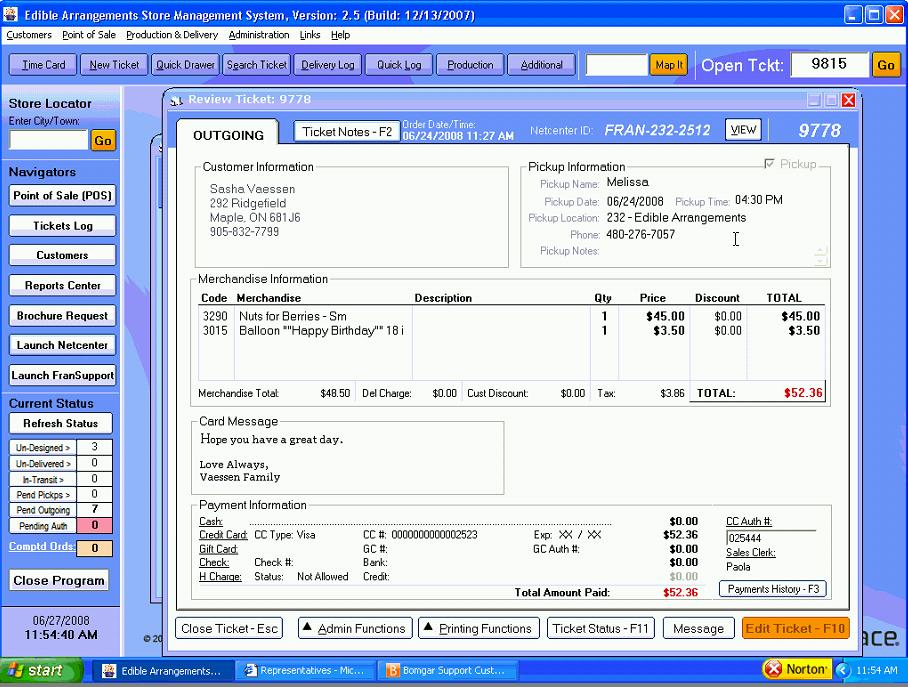 Edible Arrangements Store Management System, Version: 2.5 (Build: 12/13/2007)
Customers Point of Sale Production & Delivery Administration Links Help
Time Card New Ticket Quick Drawer Search Ticket Delivery Log Quick Log Production Additional Map It Open Tckt: 9815 Go
Store Locator
Enter City/Town:
Go
Navigators
Point of Sale (POS)
Tickets Log
Customers
Reports Center
Brochure Request
Launch Netcenter
Launch FranSupport
Current Status
Refresh Status
Un-Designed > 3
Un-Delivered > 0
In-Transit > 0
Pend Pickps > 0
Pend Outgoing 7
Pending Auth 0
Comptd Ords: 0
Close Program
06/27/2008
11:54:40 AM
Review Ticket: 9778
OUTGOING Ticket Notes - F2 Order Date/Time: 06/24/2008 11:27 AM Netcenter ID: FRAN-232-2512 VIEW 9778
Customer Information
Sasha Vaessen
292 Ridgefield
Maple, ON 681J6
905-832-7799
Pickup Information Pickup
Pickup Name: Melissa
Pickup Date: 06/24/2008 Pickup Time: 04:30 PM
Pickup Location: 232 - Edible Arrangements
Phone: 480-276-7057
Pickup Notes:
Merchandise Information
Code Merchandise Description Qty Price Discount TOTAL
3290 Nuts for Berries - Sm 1 $45.00 $0.00 $45.00
3015 Balloon ""Happy Birthday"" 18 i 1 $3.50 $0.00 $3.50
Merchandise Total: $48.50 Del Charge: $0.00 Cust Discount: $0.00 Tax: $3.86 TOTAL: $52.36
Card Message
Hope you have a great day.
Love Always,
Vaessen Family
Payment Information
Cash: $0.00
Credit Card: CC Type: Visa CC #: 0000000000002523 Exp: XX / XX $52.36
Gift Card: GC #: GC Auth #: $0.00
Check: Check #: Bank: $0.00
H Charge: Status: Not Allowed Credit: $0.00
Total Amount Paid: $52.36
CC Auth #:
025444
Sales Clerk:
Paola
Payments History - F3
Close Ticket - Esc Admin Functions Printing Functions Ticket Status - F11 Message Edit Ticket - F10
© 20
ace.
start Edible Arrangements... Representatives - Mic... Bomgar Support Cust... Norton 11:54 AM